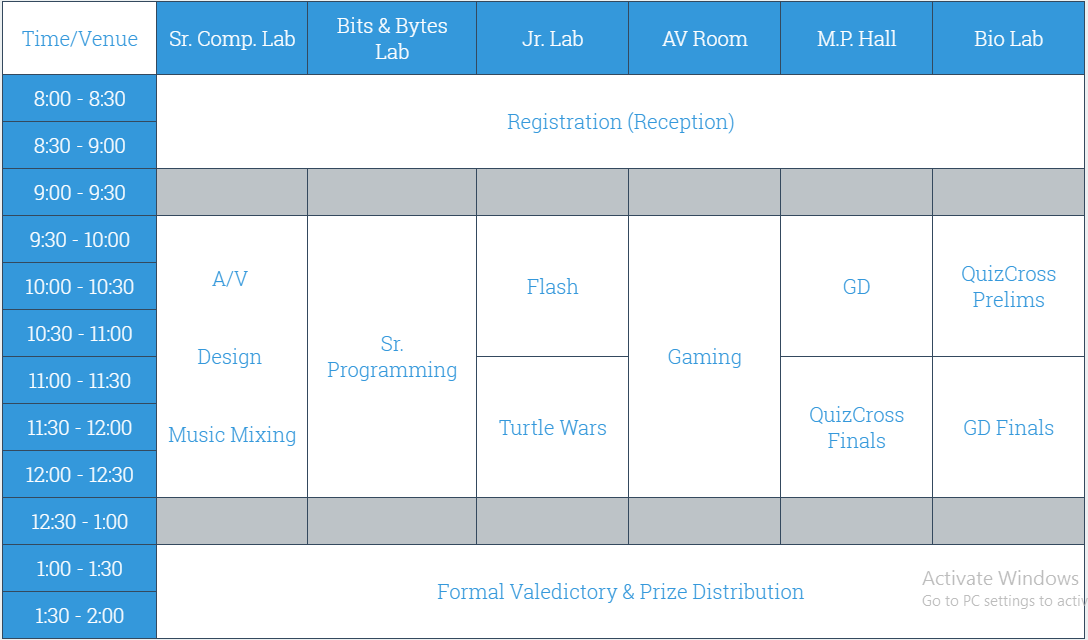 Time/Venue
Sr. Comp. Lab
Bits & Bytes
Lab
Jr. Lab
AV Room
M.P. Hall
Bio Lab
8:00 - 8:30
Registration (Reception)
8:30 - 9:00
9:00 - 9:30
9:30 - 10:00
A/V
Design
Music Mixing
Sr.
Programming
Flash
Gaming
GD
QuizCross
Prelims
10:00 - 10:30
10:30 - 11:00
11:00 - 11:30
Turtle Wars
QuizCross
Finals
GD Finals
11:30 - 12:00
12:00 - 12:30
12:30 - 1:00
1:00 - 1:30
Formal Valedictory & Prize Distribution
1:30 - 2:00
Activate Windows
Go to PC settings to activ